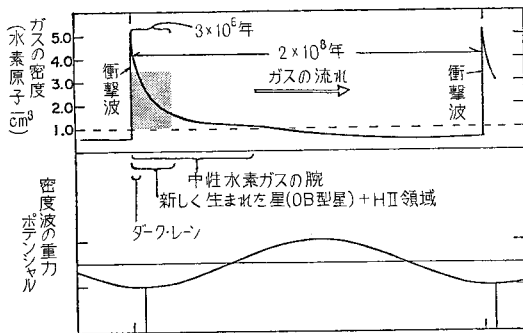 ガスの密度
(水素原子/cm³)
5.0
4.0
3.0
2.0
1.0
衝撃波
3×10⁶年
2×10⁸年
ガスの流れ
衝撃波
中性水素ガスの腕
新しく生まれた星(OB型星)+HⅡ領域
ダーク・レーン
密度波の重力
ポテンシャル